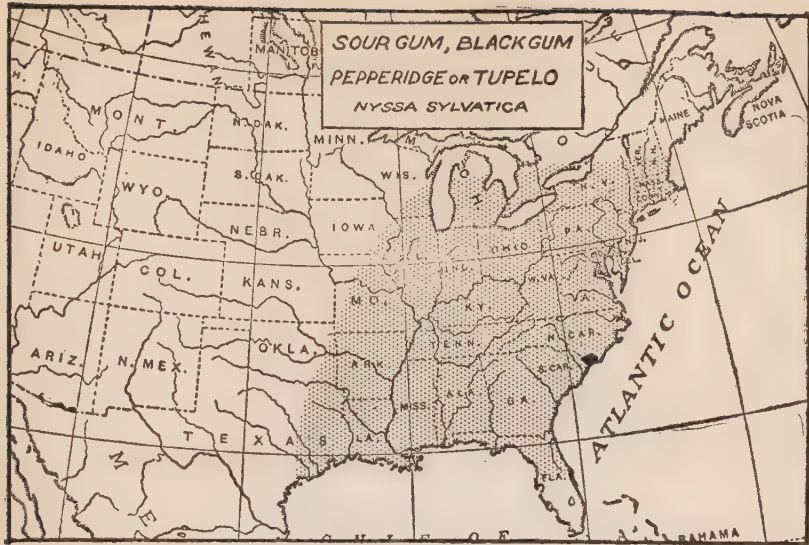 SOUR GUM, BLACKGUM
PEPPERIDGE OR TUPELO
NYSSA SYLVATICA
MANITOB
MONT.
N. DAK.
MINN.
IDAHO
S. DAK.
WIS.
MAINE
NOVA
SCOTIA
WYO.
NEBR.
IOWA
N.Y.
UTAH
COL.
KANS.
MO.
IND.
OHIO
PA.
W.VA.
VA.
KY.
ARIZ.
N. MEX.
OKLA.
ARK.
TENN.
N. CAR.
S. CAR.
TEXAS
LA.
MISS.
ALA.
GA.
FLA.
ATLANTIC OCEAN
BAHAMA